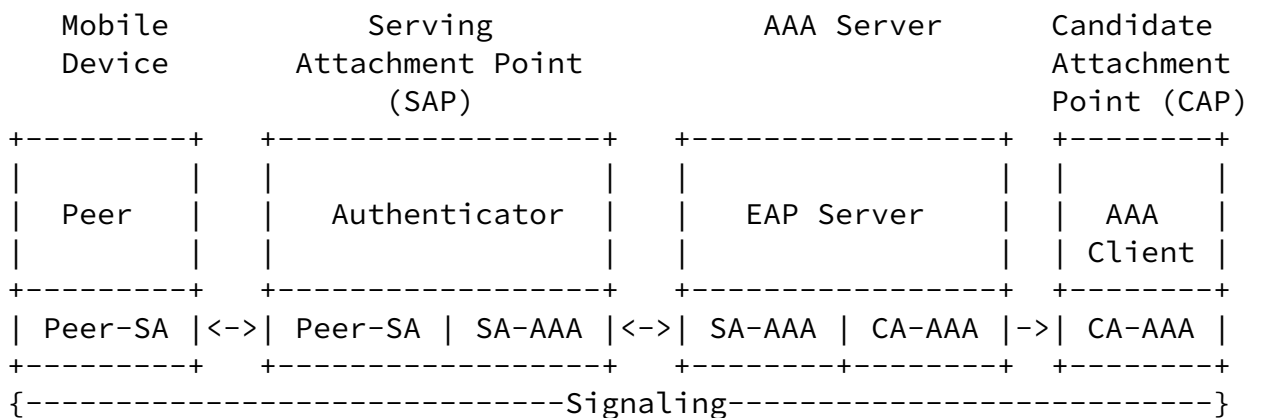 Mobile           Serving             AAA Server      Candidate
    Device       Attachment Point                        Attachment
                      (SAP)                              Point (CAP)
 +---------+   +------------------+   +-----------------+  +--------+
 |         |   |                  |   |                 |  |        |
 |  Peer   |   |   Authenticator  |   |   EAP Server    |  |  AAA   |
 |         |   |                  |   |                 |  | Client |
 +---------+   +------------------+   +-----------------+  +--------+
 | Peer-SA |<->| Peer-SA | SA-AAA |<->| SA-AAA | CA-AAA |->| CA-AAA |
 +---------+   +------------------+   +--------+--------+  +--------+
 {------------------------------Signaling---------------------------}